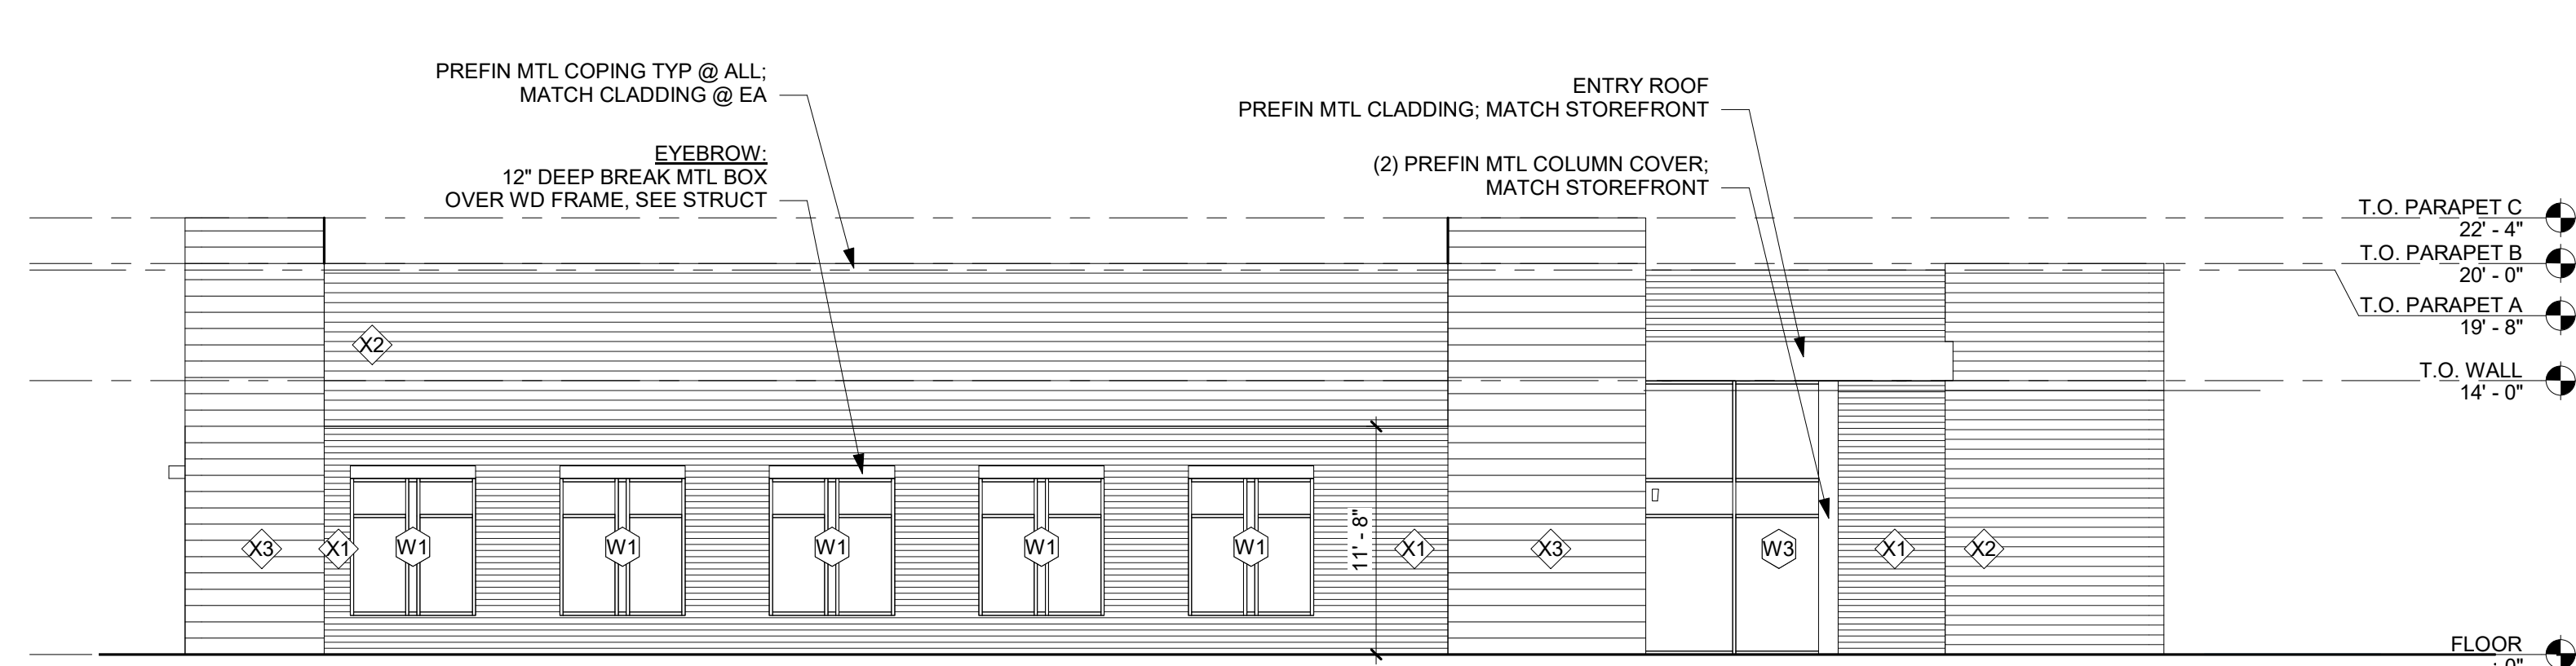 PREFIN MTL COPING TYP @ ALL;
MATCH CLADDING @ EA
EYEBROW:
12" DEEP BREAK MTL BOX
OVER WD FRAME, SEE STRUCT
ENTRY ROOF
PREFIN MTL CLADDING; MATCH STOREFRONT
(2) PREFIN MTL COLUMN COVER;
MATCH STOREFRONT
T.O. PARAPET C
22' - 4"
T.O. PARAPET B
20' - 0"
T.O. PARAPET A
19' - 8"
T.O. WALL
14' - 0"
X2
X3
X1
W1
W1
W1
W1
W1
11' - 8"
X1
X3
W3
X1
X2
FLOOR